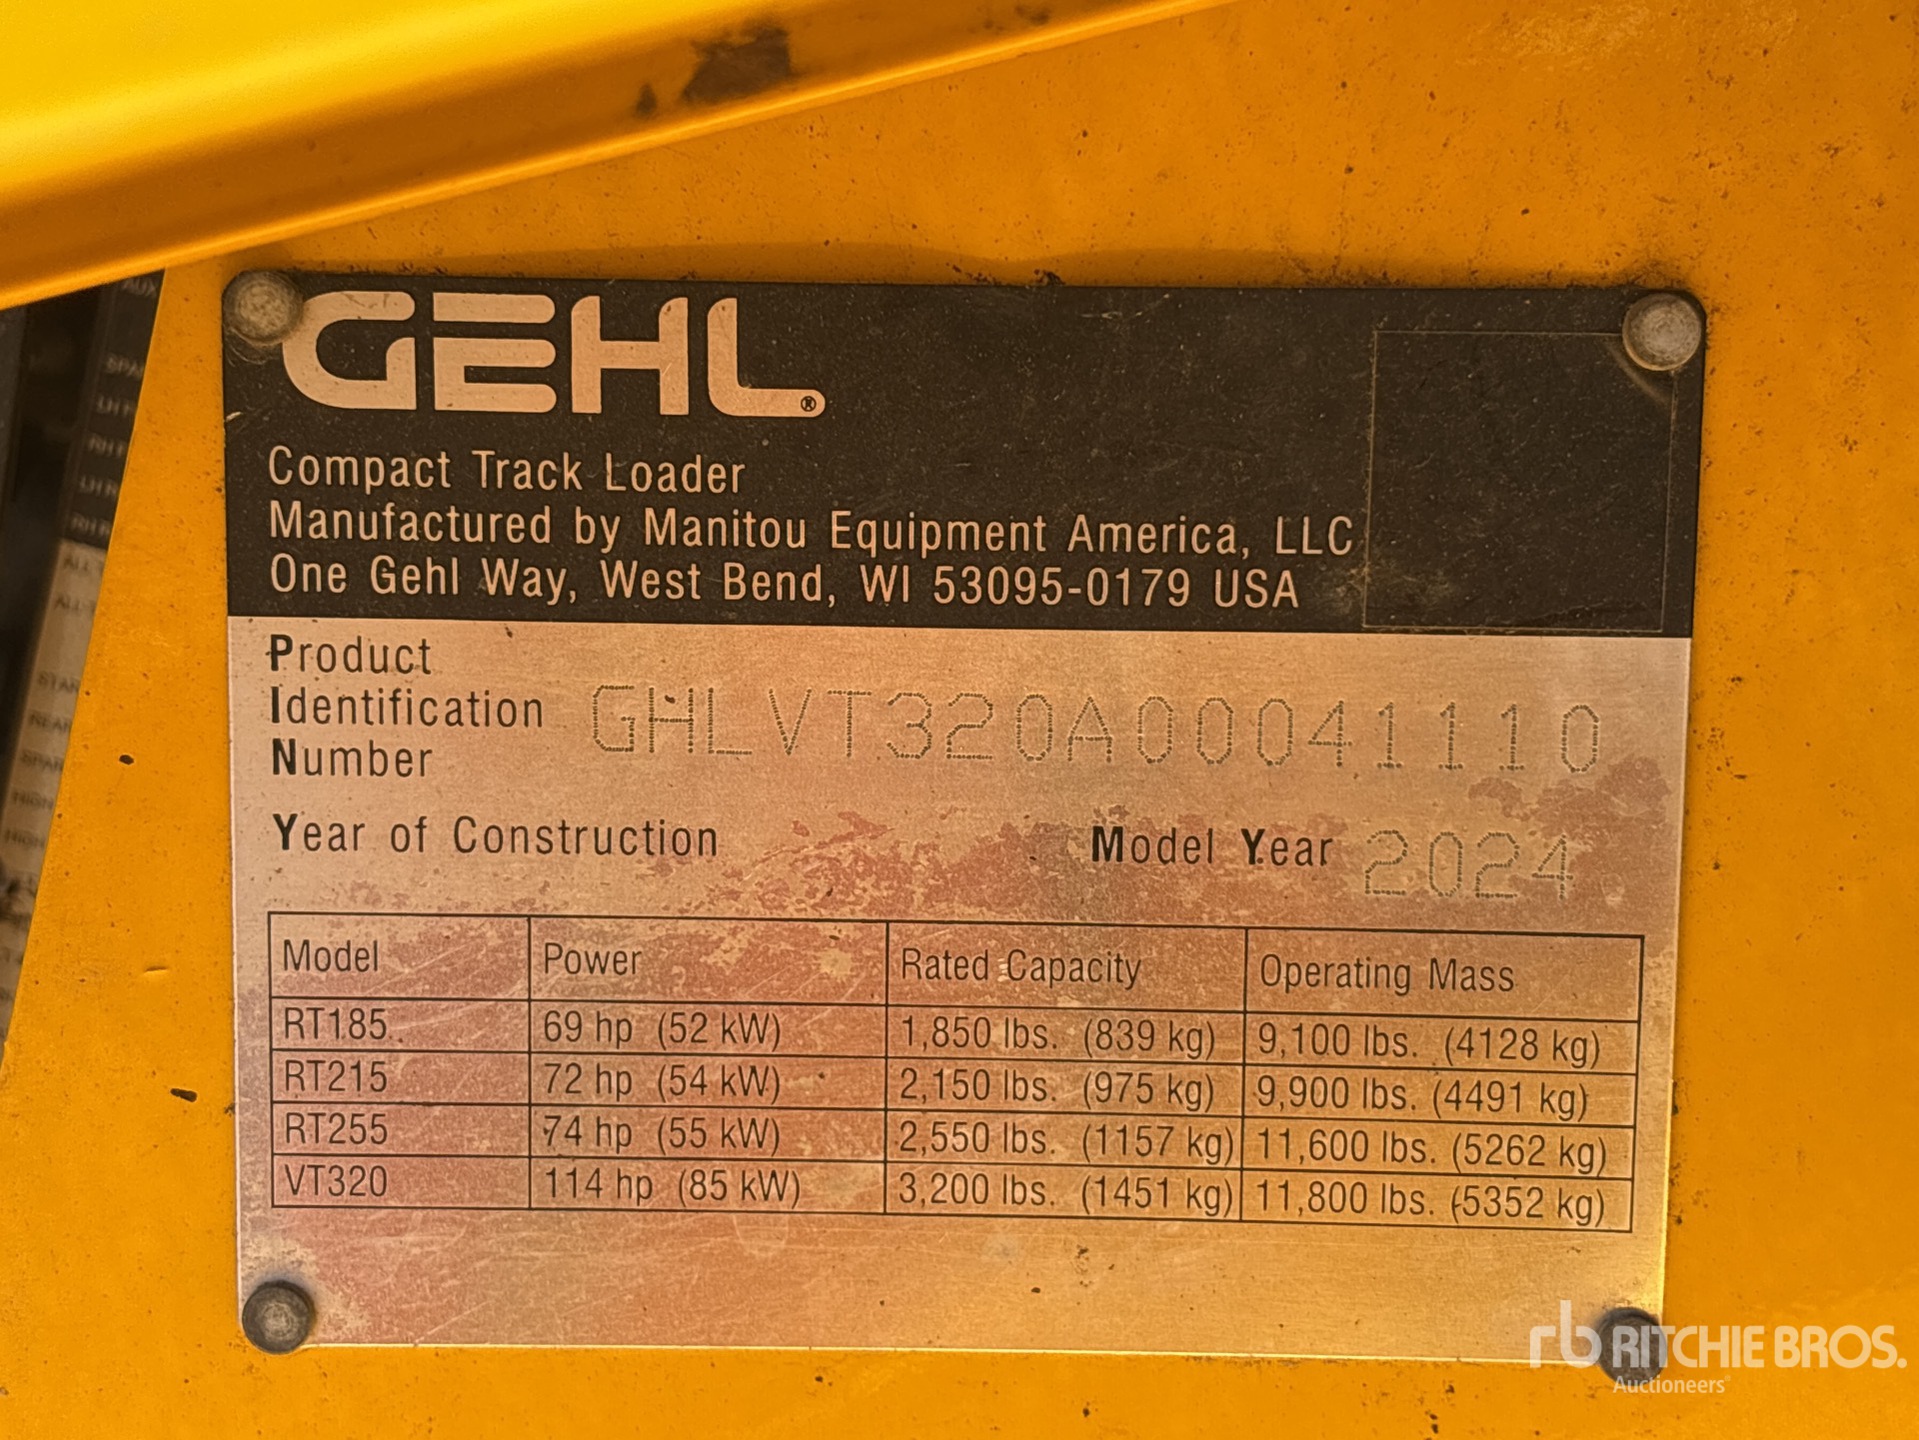 GEHL®
Compact Track Loader
Manufactured by Manitou Equipment America, LLC
One Gehl Way, West Bend, WI 53095-0179 USA
Product
Identification GHLVT320A00041110
Number
Year of Construction Model Year 2024
Model Power Rated Capacity Operating Mass
RT185 69 hp (52 kW) 1,850 lbs. (839 kg) 9,100 lbs. (4128 kg)
RT215 72 hp (54 kW) 2,150 lbs. (975 kg) 9,900 lbs. (4491 kg)
RT255 74 hp (55 kW) 2,550 lbs. (1157 kg) 11,600 lbs. (5262 kg)
VT320 114 hp (85 kW) 3,200 lbs. (1451 kg) 11,800 lbs. (5352 kg)
rb RITCHIE BROS.
Auctioneers